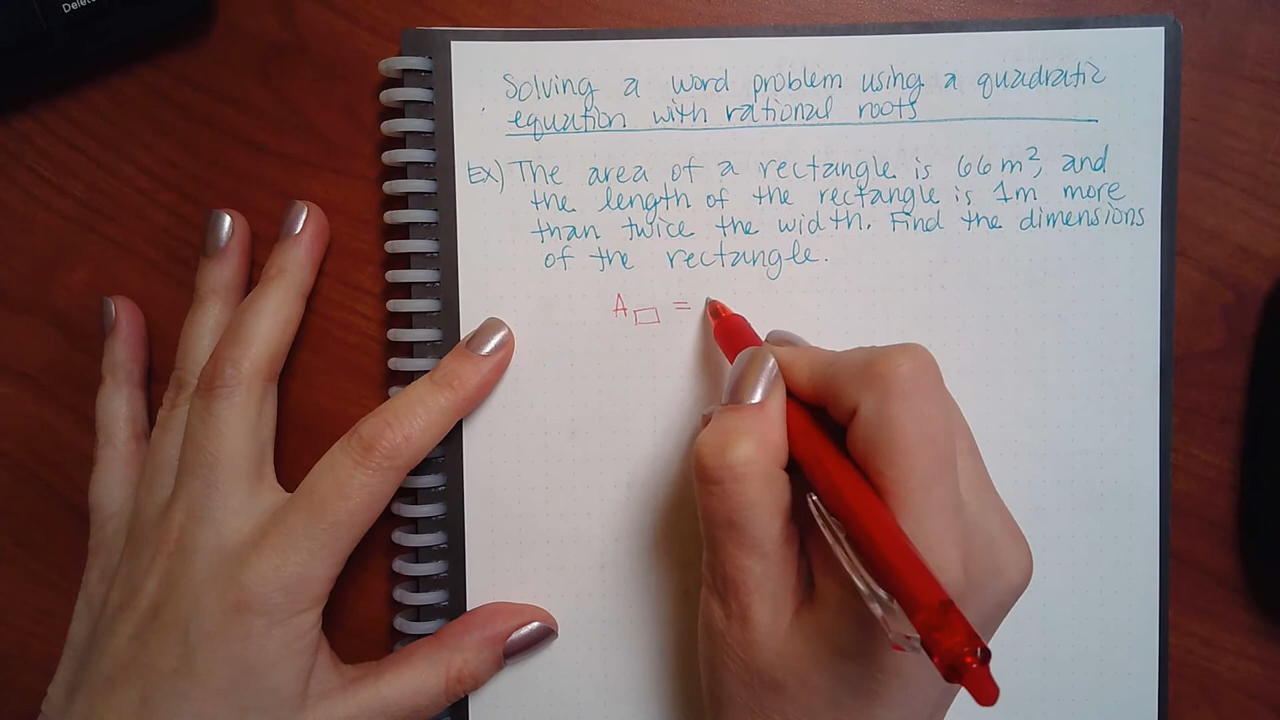 Delete
Solving a word problem using a quadratic
equation with rational roots
Ex) The area of a rectangle is 66 m², and
the length of the rectangle is 1m more
than twice the width. Find the dimensions
of the rectangle.
A▭ =